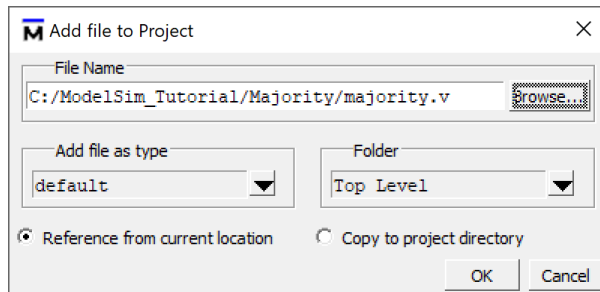 Add file to Project
File Name
C:/ModelSim_Tutorial/Majority/majority.v
Browse...
Add file as type
Folder
default
Top Level
Reference from current location
Copy to project directory
OK
Cancel